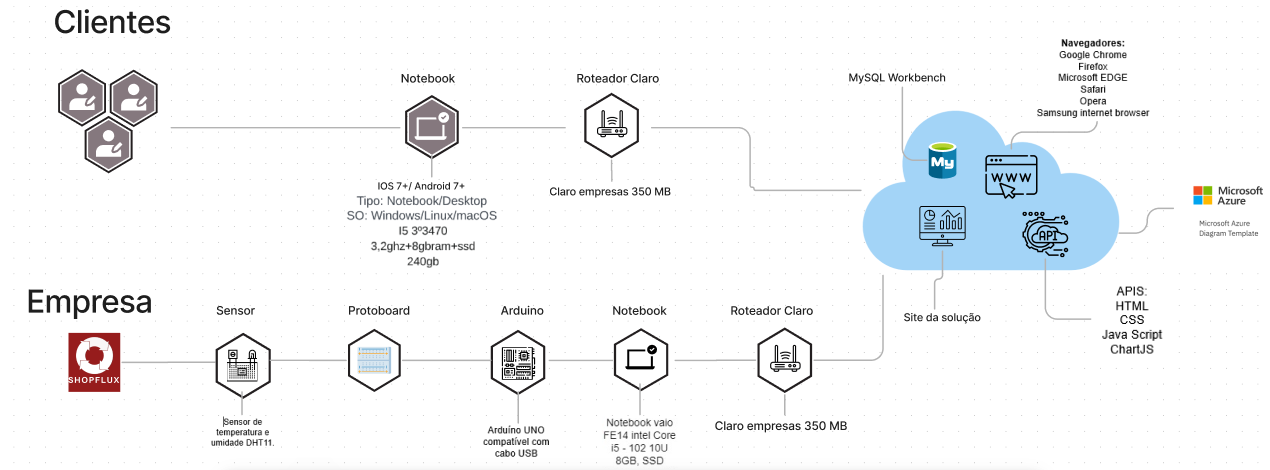 Clientes
Notebook
IOS 7+/ Android 7+
Tipo: Notebook/Desktop
SO: Windows/Linux/macOS
I5 3º3470
3,2ghz+8gbram+ssd
240gb
Roteador Claro
Claro empresas 350 MB
MySQL Workbench
Navegadores:
Google Chrome
Firefox
Microsoft EDGE
Safari
Opera
Samsung internet browser
My
WWW
API
Microsoft
Azure
Microsoft Azure
Diagram Template
Site da solução
APIS:
HTML
CSS
Java Script
ChartJS
Empresa
SHOPFLUX
Sensor
Sensor de
temperatura e
umidade DHT11.
Protoboard
Arduino
Arduíno UNO
compatível com
cabo USB
Notebook
Notebook vaio
FE14 intel Core
i5 - 102 10U
8GB, SSD
Roteador Claro
Claro empresas 350 MB